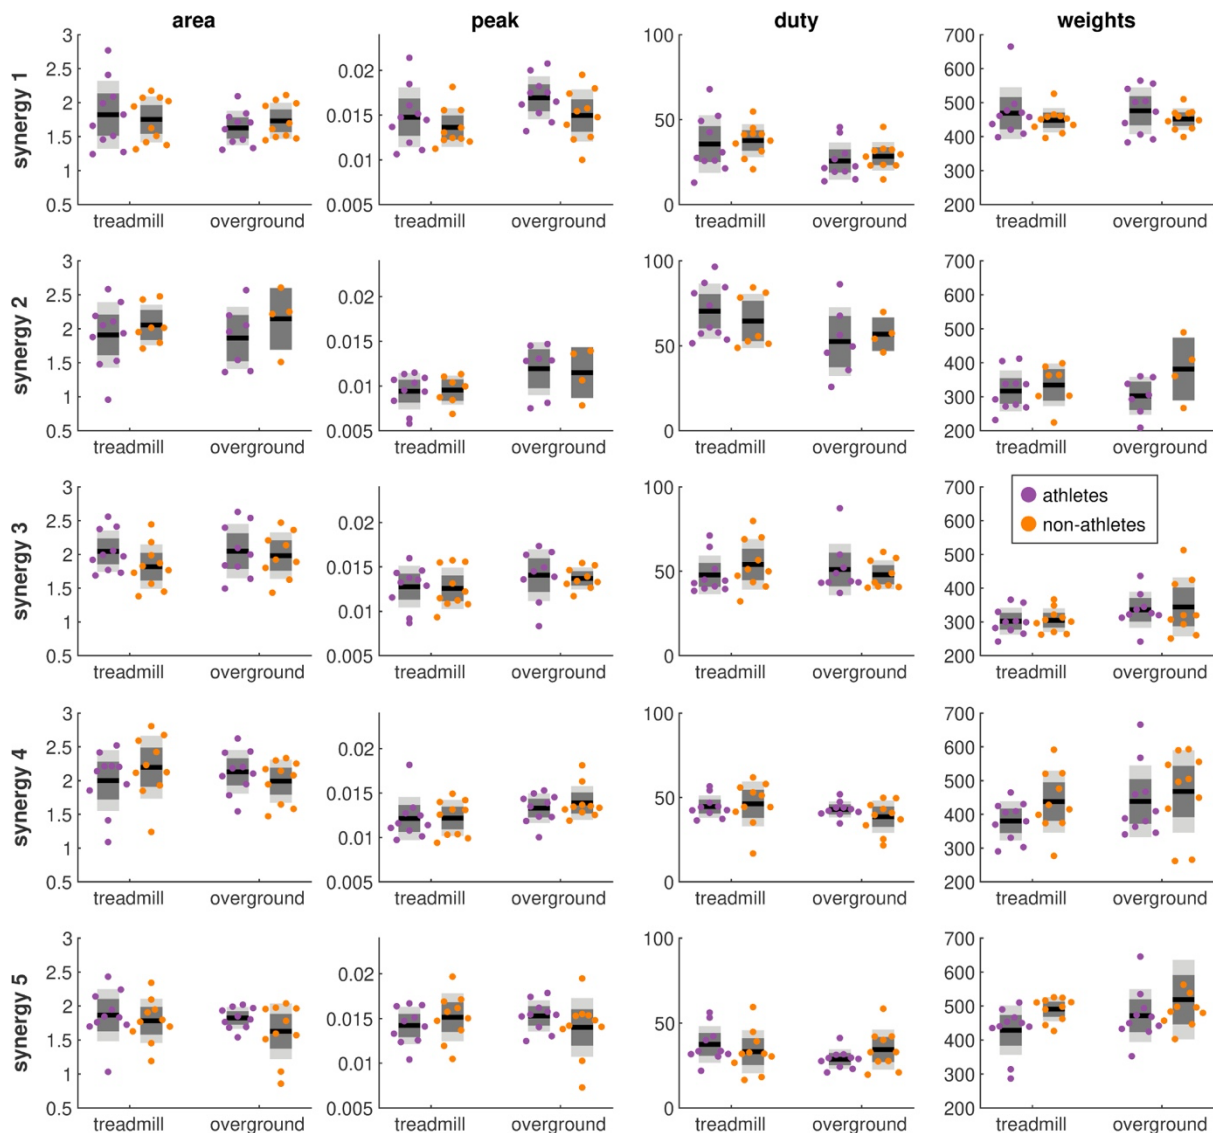 area peak duty weights
synergy 1
3 2.5 2 1.5 1 0.5
0.02 0.015 0.01 0.005
100 50 0
700 600 500 400 300 200
treadmill overground treadmill overground treadmill overground treadmill overground
synergy 2
3 2.5 2 1.5 1 0.5
0.02 0.015 0.01 0.005
100 50 0
700 600 500 400 300 200
treadmill overground treadmill overground treadmill overground treadmill overground
synergy 3
3 2.5 2 1.5 1 0.5
0.02 0.015 0.01 0.005
100 50 0
700 600 500 400 300 200
athletes
non-athletes
treadmill overground treadmill overground treadmill overground treadmill overground
synergy 4
3 2.5 2 1.5 1 0.5
0.02 0.015 0.01 0.005
100 50 0
700 600 500 400 300 200
treadmill overground treadmill overground treadmill overground treadmill overground
synergy 5
3 2.5 2 1.5 1 0.5
0.02 0.015 0.01 0.005
100 50 0
700 600 500 400 300 200
treadmill overground treadmill overground treadmill overground treadmill overground